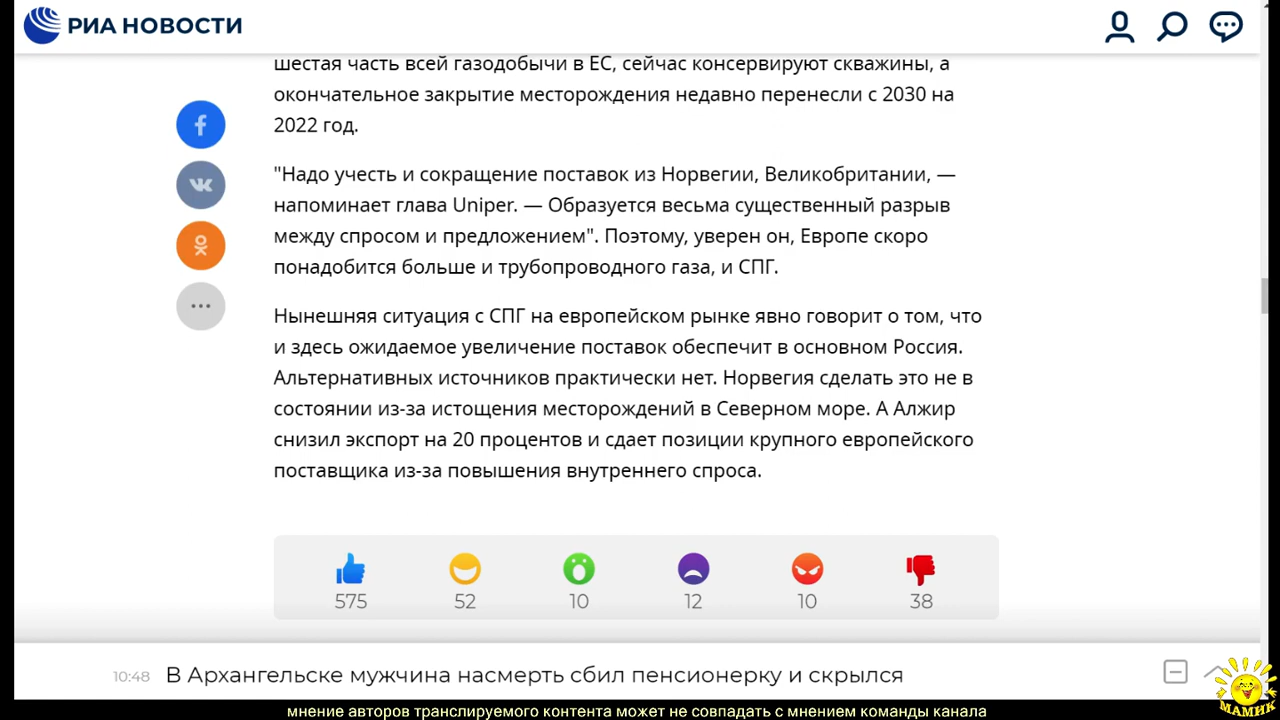 РИА НОВОСТИ
шестая часть всей газодобычи в ЕС, сейчас консервируют скважины, а
окончательное закрытие месторождения недавно перенесли с 2030 на
2022 год.
"Надо учесть и сокращение поставок из Норвегии, Великобритании, —
напоминает глава Uniper. — Образуется весьма существенный разрыв
между спросом и предложением". Поэтому, уверен он, Европе скоро
понадобится больше и трубопроводного газа, и СПГ.
Нынешняя ситуация с СПГ на европейском рынке явно говорит о том, что
и здесь ожидаемое увеличение поставок обеспечит в основном Россия.
Альтернативных источников практически нет. Норвегия сделать это не в
состоянии из-за истощения месторождений в Северном море. А Алжир
снизил экспорт на 20 процентов и сдает позиции крупного европейского
поставщика из-за повышения внутреннего спроса.
575 52 10 12 10 38
10:48 В Архангельске мужчина насмерть сбил пенсионерку и скрылся
МАМИК
мнение авторов транслируемого контента может не совпадать с мнением команды канала